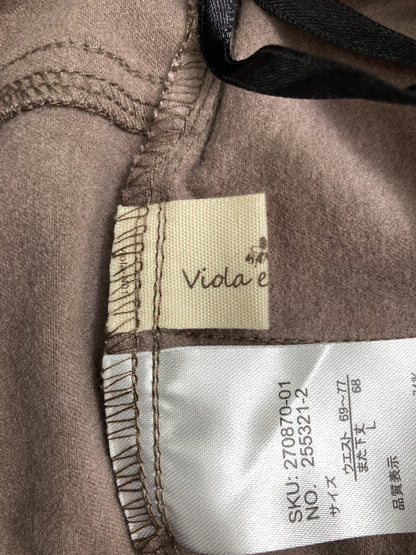 Viola e
SKU: 270870-01
NO. 255321-2
サイズ
ウエスト 69〜77
また下丈 68
L
品質表示